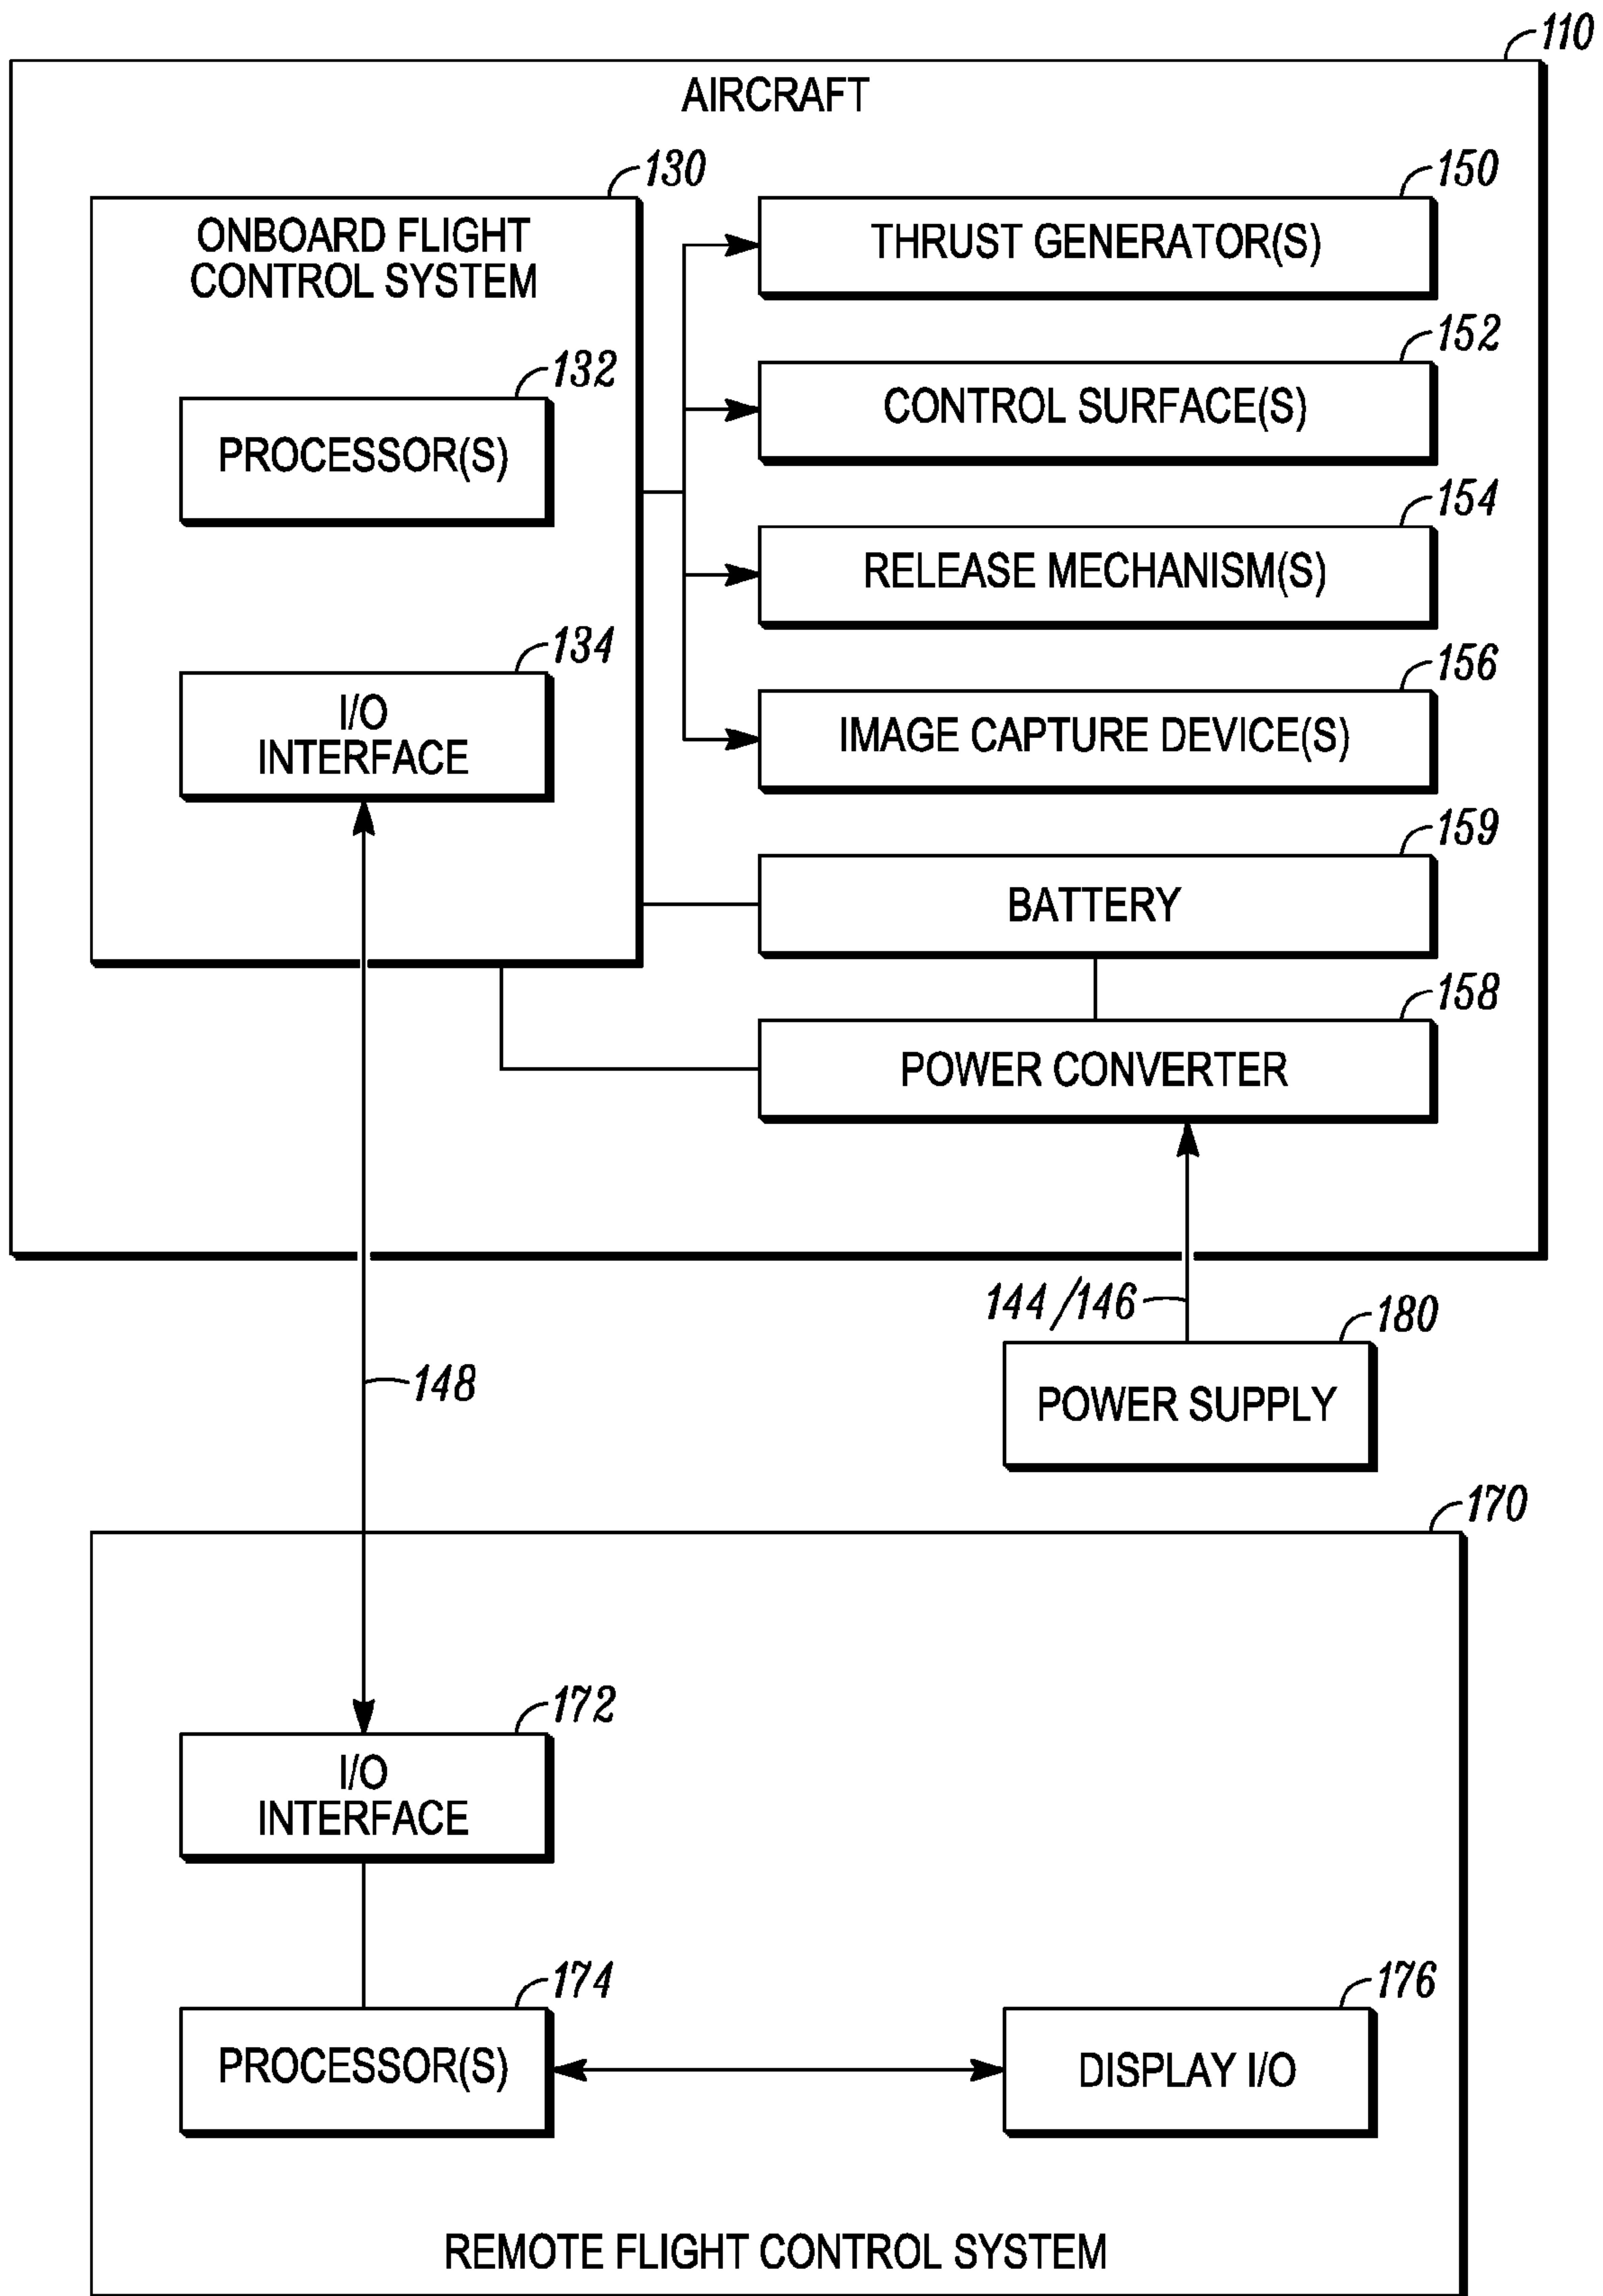 110
AIRCRAFT
130
ONBOARD FLIGHT
CONTROL SYSTEM
132
PROCESSOR(S)
134
I/O
INTERFACE
150
THRUST GENERATOR(S)
152
CONTROL SURFACE(S)
154
RELEASE MECHANISM(S)
156
IMAGE CAPTURE DEVICE(S)
159
BATTERY
158
POWER CONVERTER
144/146
180
POWER SUPPLY
148
170
172
I/O
INTERFACE
174
PROCESSOR(S)
176
DISPLAY I/O
REMOTE FLIGHT CONTROL SYSTEM